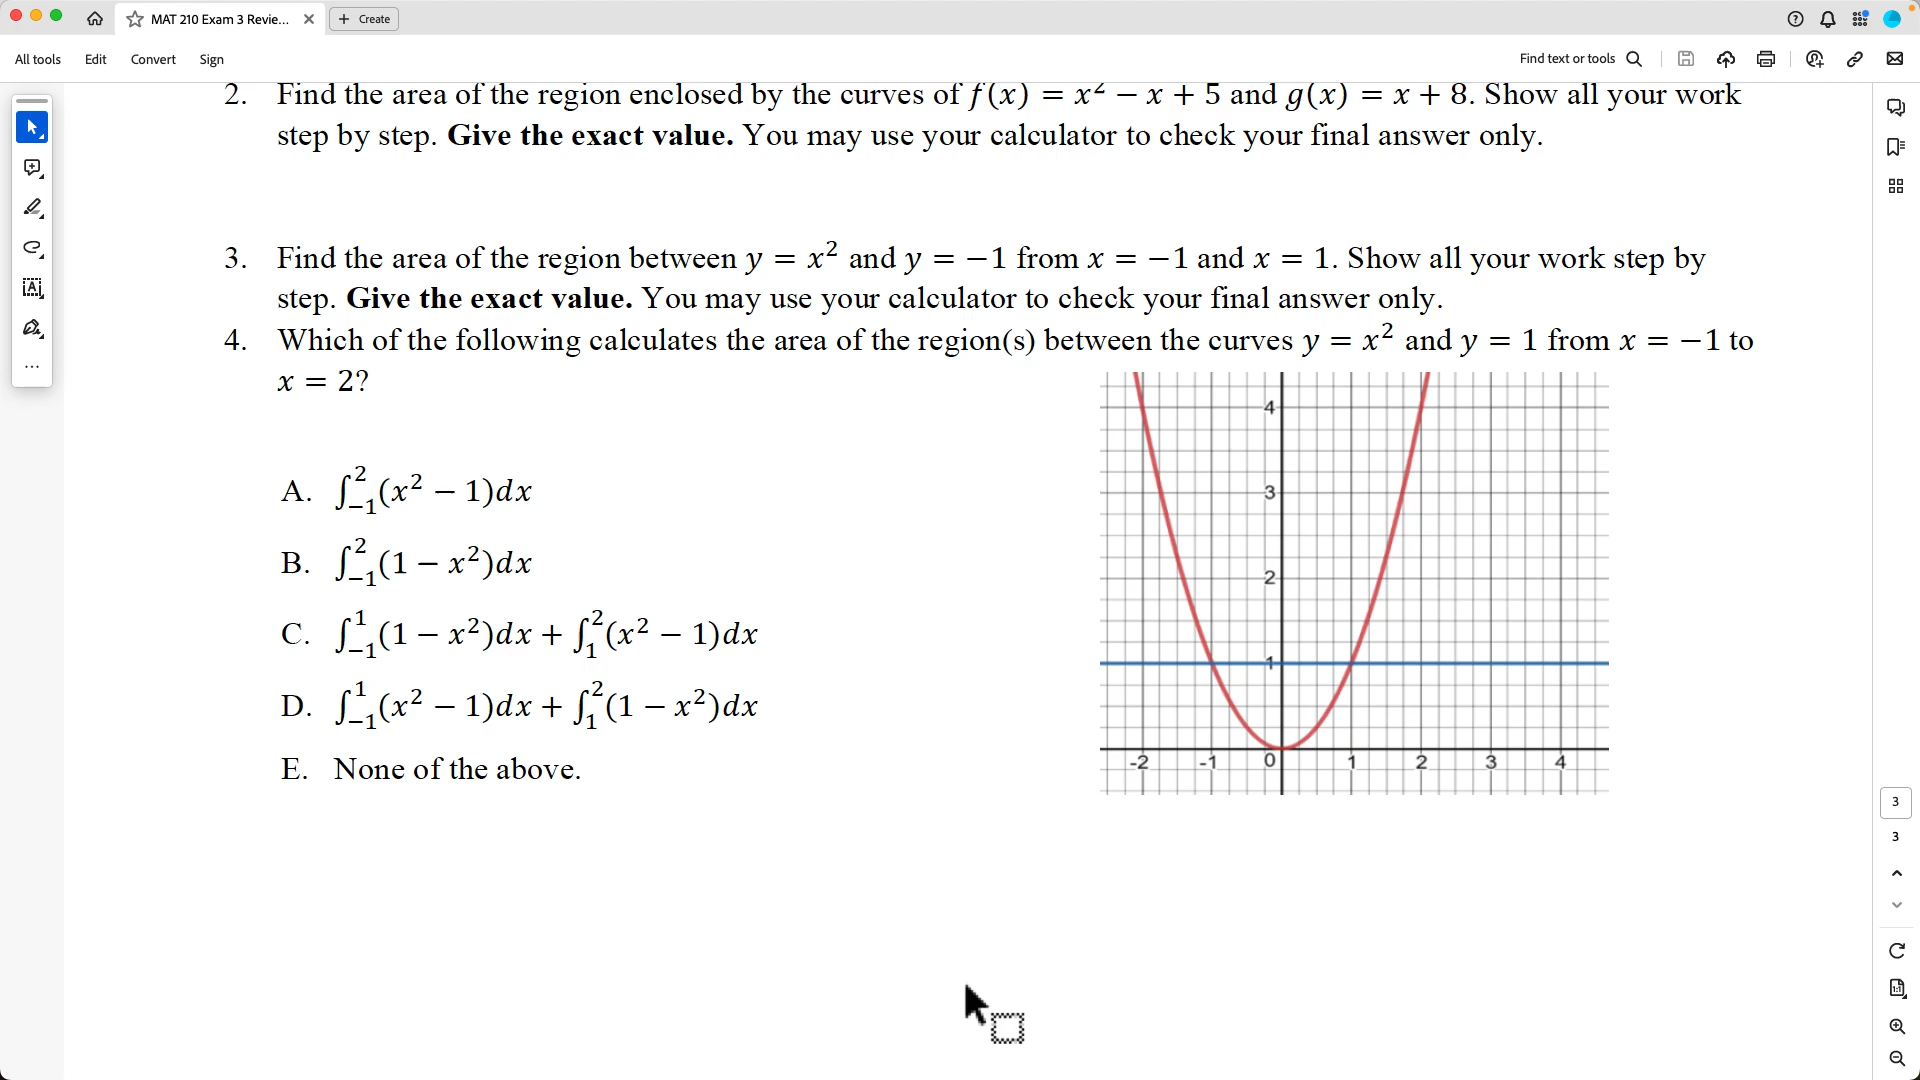 MAT 210 Exam 3 Revie...
+ Create
All tools Edit Convert Sign
Find text or tools
2. Find the area of the region enclosed by the curves of f(x) = x² − x + 5 and g(x) = x + 8. Show all your work
step by step. Give the exact value. You may use your calculator to check your final answer only.
3. Find the area of the region between y = x² and y = −1 from x = −1 and x = 1. Show all your work step by
step. Give the exact value. You may use your calculator to check your final answer only.
4. Which of the following calculates the area of the region(s) between the curves y = x² and y = 1 from x = −1 to
x = 2?
A. ∫₋₁²(x² − 1)dx
B. ∫₋₁²(1 − x²)dx
C. ∫₋₁¹(1 − x²)dx + ∫₁²(x² − 1)dx
D. ∫₋₁¹(x² − 1)dx + ∫₁²(1 − x²)dx
E. None of the above.
4
3
2
1
-2 -1 0 1 2 3 4
3
3